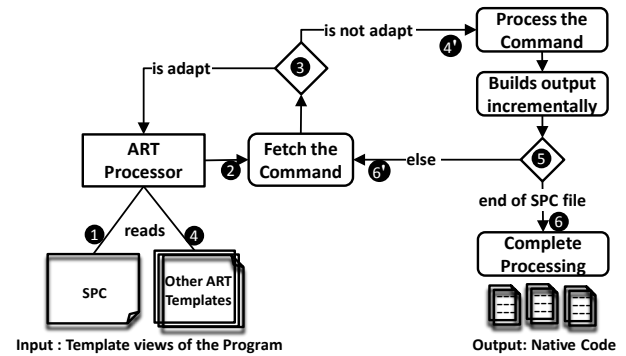 is not adapt
4'
Process the
Command
3
is adapt
Builds output
incrementally
ART
Processor
2
Fetch the
Command
6'
else
5
end of SPC file
1
reads
4
6
Complete
Processing
SPC
Other ART
Templates
Input : Template views of the Program
Output: Native Code